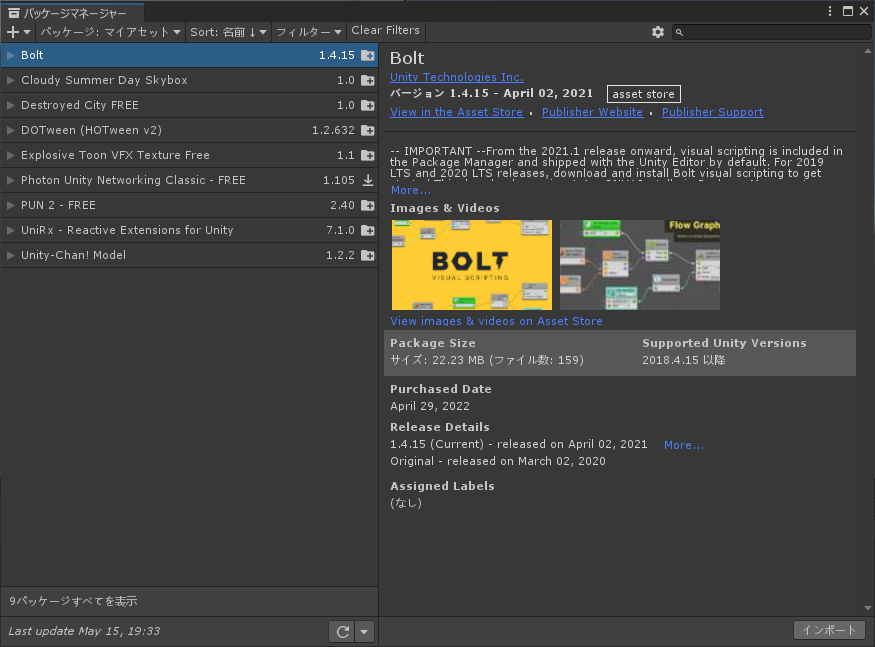 パッケージマネージャー
パッケージ: マイアセット Sort: 名前 ↓ フィルター Clear Filters
Bolt 1.4.15
Cloudy Summer Day Skybox 1.0
Destroyed City FREE 1.0
DOTween (HOTween v2) 1.2.632
Explosive Toon VFX Texture Free 1.1
Photon Unity Networking Classic - FREE 1.105
PUN 2 - FREE 2.40
UniRx - Reactive Extensions for Unity 7.1.0
Unity-Chan! Model 1.2.2
9パッケージすべてを表示
Last update May 15, 19:33
Bolt
Unity Technologies Inc.
バージョン 1.4.15 - April 02, 2021 asset store
View in the Asset Store • Publisher Website • Publisher Support
-- IMPORTANT --From the 2021.1 release onward, visual scripting is included in
the Package Manager and shipped with the Unity Editor by default. For 2019
LTS and 2020 LTS releases, download and install Bolt visual scripting to get
More...
Images & Videos
BOLT
VISUAL SCRIPTING
Flow Graph
View images & videos on Asset Store
Package Size Supported Unity Versions
サイズ: 22.23 MB (ファイル数: 159) 2018.4.15 以降
Purchased Date
April 29, 2022
Release Details
1.4.15 (Current) - released on April 02, 2021 More...
Original - released on March 02, 2020
Assigned Labels
(なし)
インポート